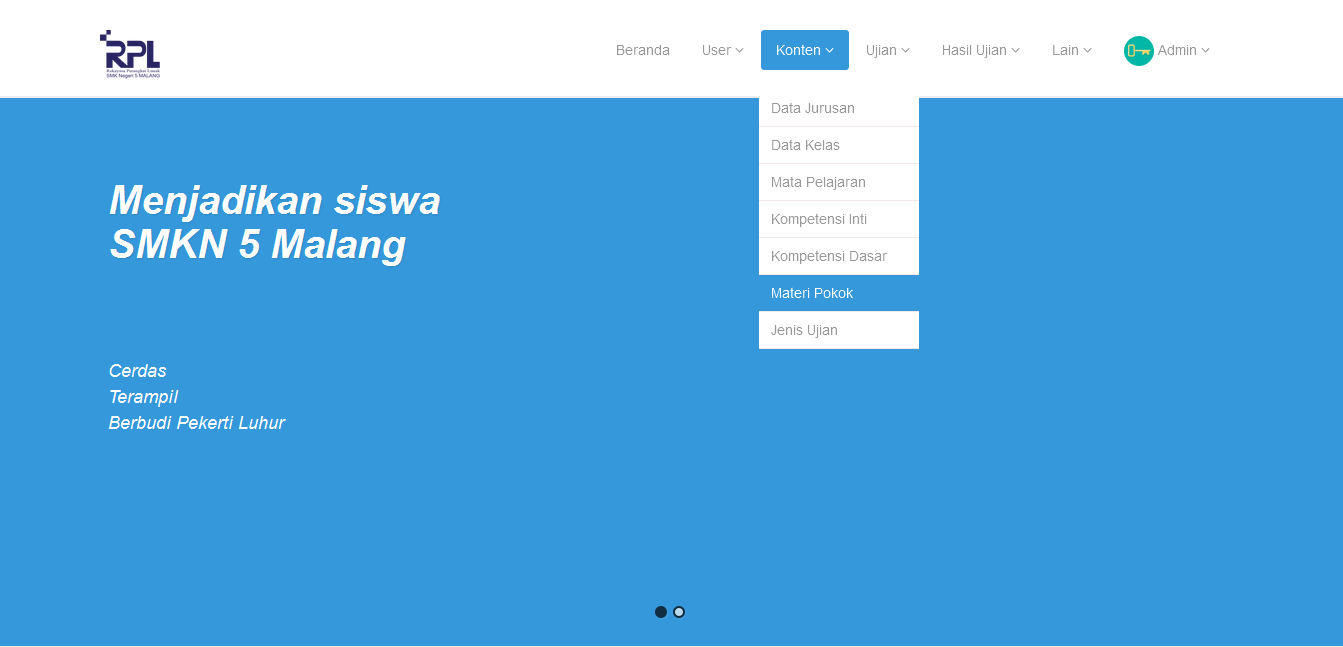 RPL
Rekayasa Perangkat Lunak
SMK Negeri 5 MALANG
Beranda
User
Konten
Ujian
Hasil Ujian
Lain
Admin
Data Jurusan
Data Kelas
Mata Pelajaran
Kompetensi Inti
Kompetensi Dasar
Materi Pokok
Jenis Ujian
Menjadikan siswa
SMKN 5 Malang
Cerdas
Terampil
Berbudi Pekerti Luhur